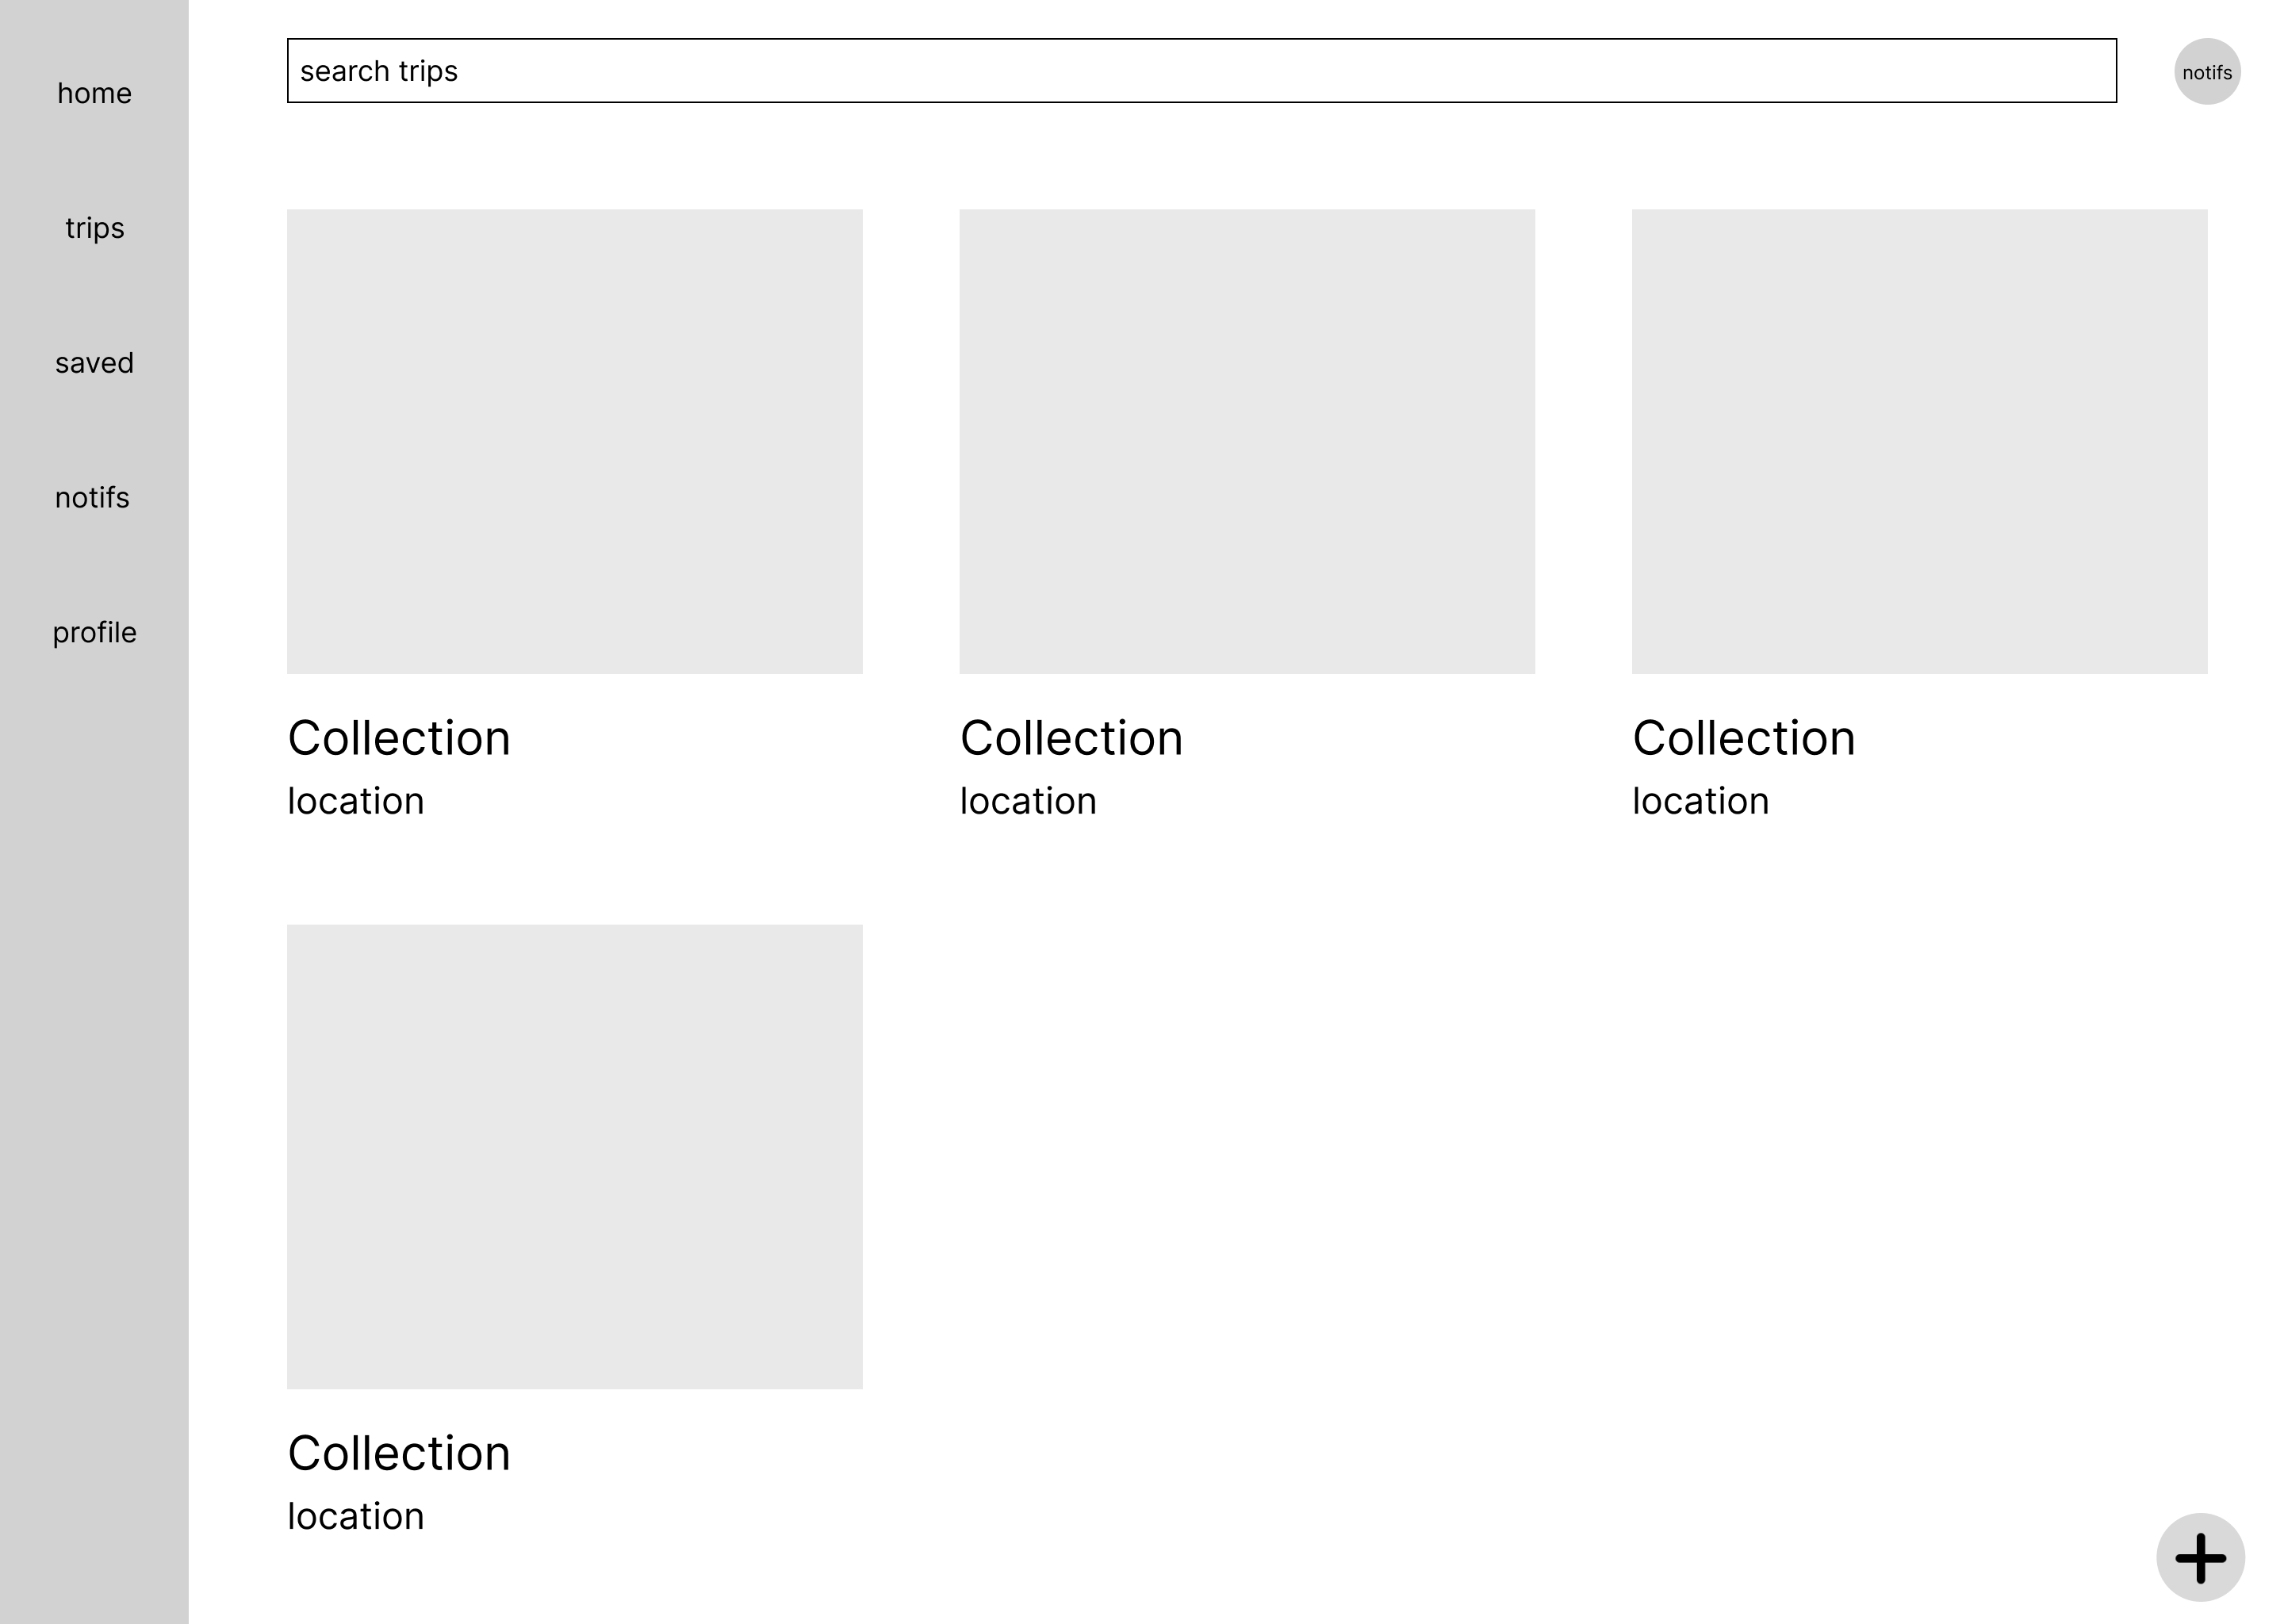 home
trips
saved
notifs
profile
search trips
notifs
Collection
location
Collection
location
Collection
location
Collection
location